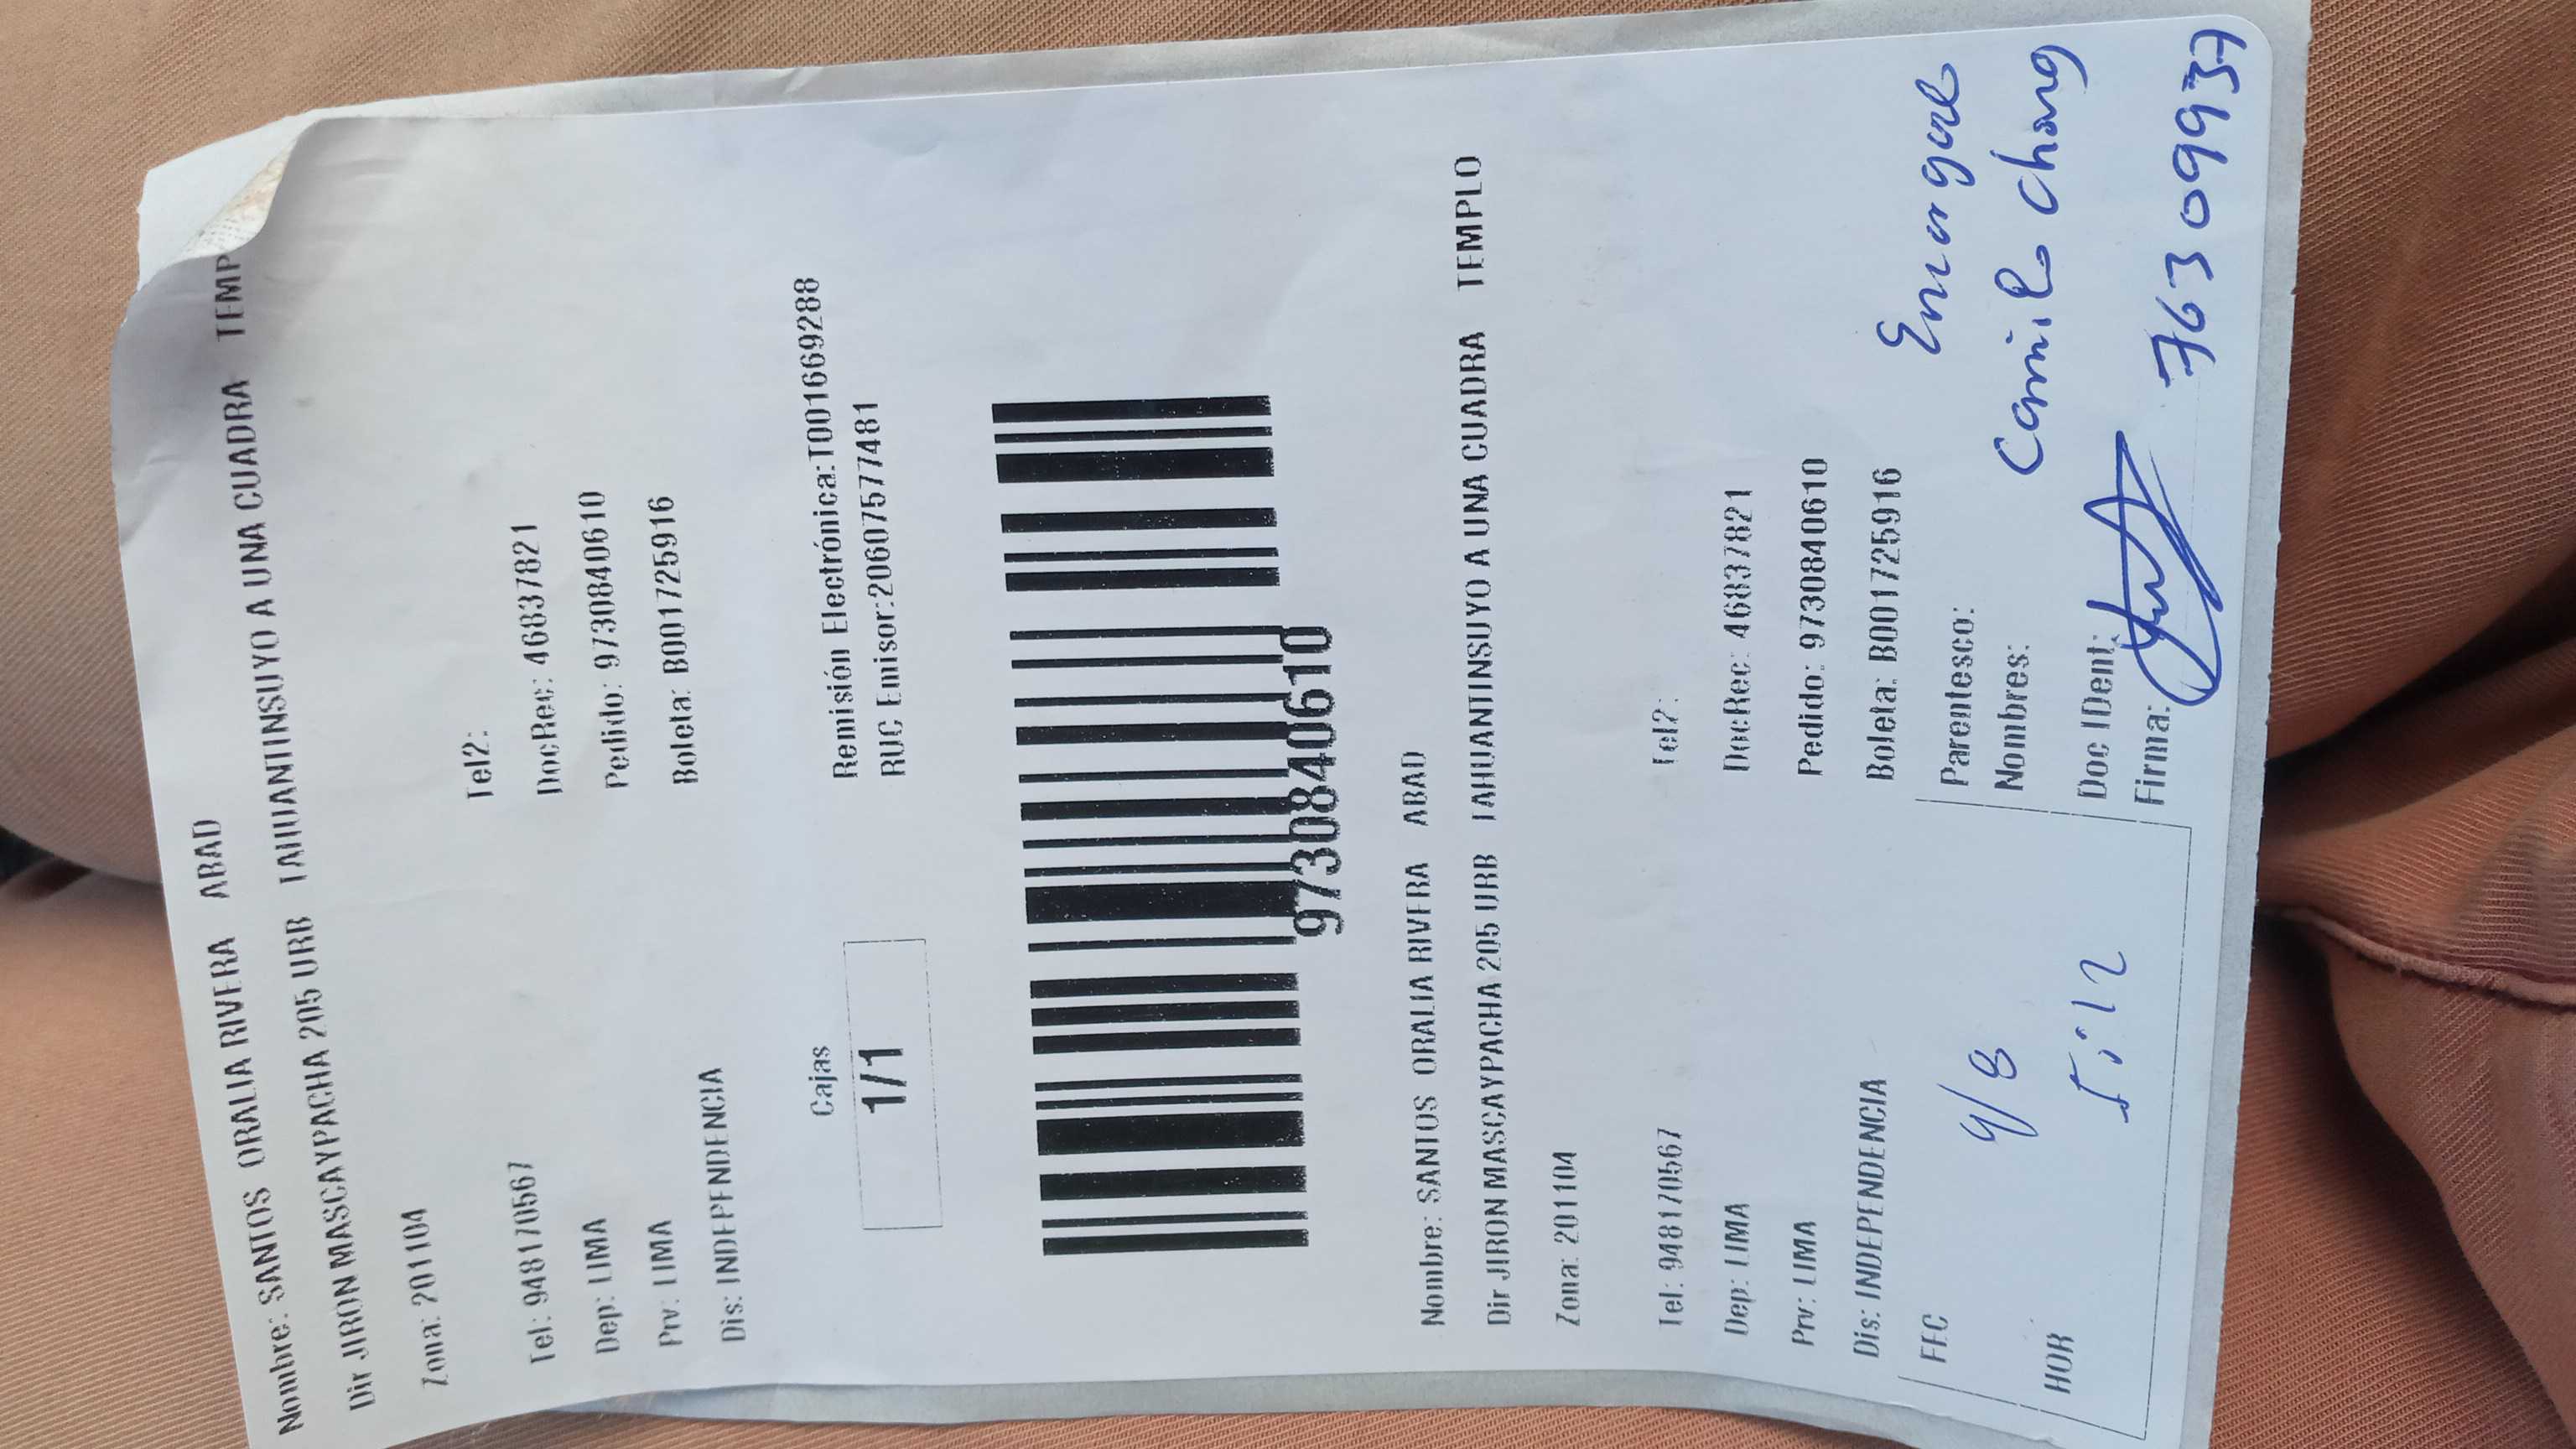 Nombre: SANTOS ORALIA RIVERA ABAD
Dir JIRON MASCAYPACHA 205 URB TAHUANTINSUYO A UNA CUADRA TEMP
Zona: 201104
Tel: 948170567 Tel2:
Dep: LIMA DocRec: 46837821
Prv: LIMA Pedido: 9730840610
Dis: INDEPENDENCIA Boleta: B001725916
Cajas Remisión Electrónica:T001669288
1/1 RUC Emisor:20607577481
9730840610
Nombre: SANTOS ORALIA RIVERA ABAD
Dir JIRON MASCAYPACHA 205 URB TAHUANTINSUYO A UNA CUADRA TEMPLO
Zona: 201104
Tel: 948170567 Tel2:
Dep: LIMA DocRec: 46837821
Prv: LIMA Pedido: 9730840610
Dis: INDEPENDENCIA Boleta: B001725916
FEC 9/8 Parentesco:
HOR 5:12 Nombres: Camilo Chang
Doc IDent: 76309937
Firma: